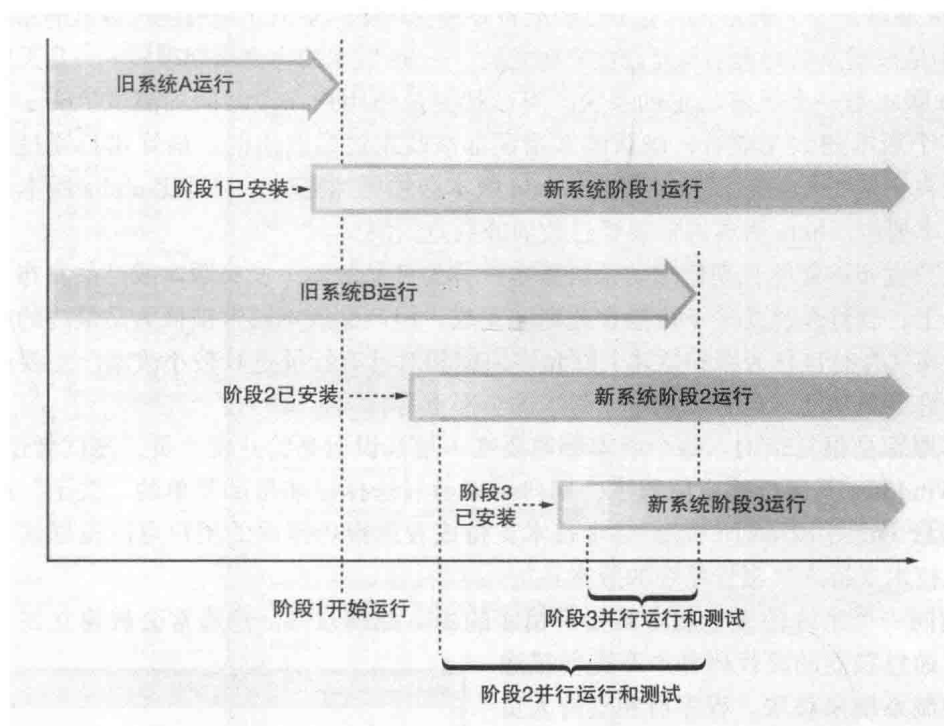 旧系统A运行
阶段1已安装
新系统阶段1运行
旧系统B运行
阶段2已安装
新系统阶段2运行
阶段3
已安装
新系统阶段3运行
阶段1开始运行
阶段3并行运行和测试
阶段2并行运行和测试